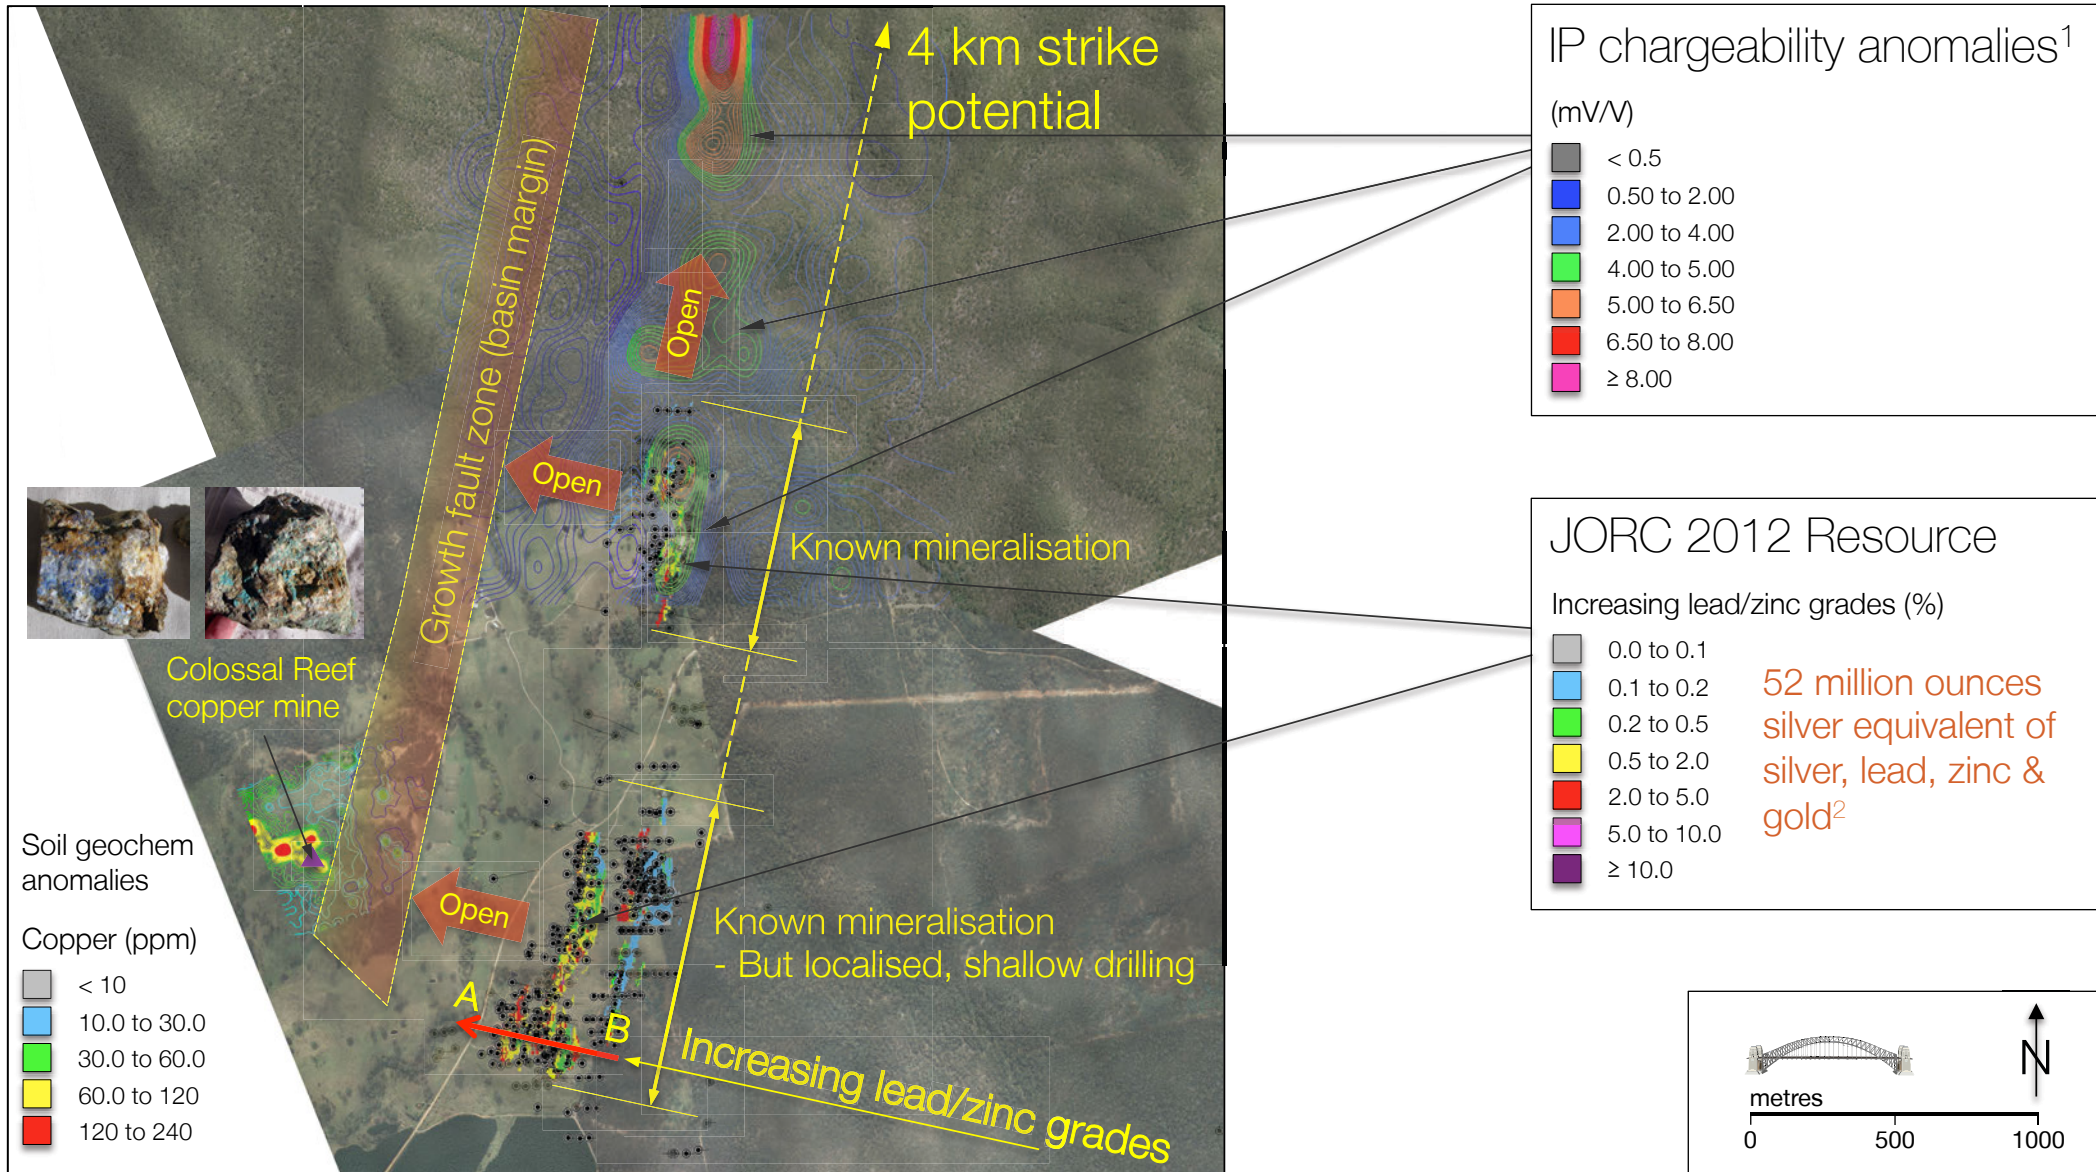 4 km strike
potential
Growth fault zone (basin margin)
Open
Open
Known mineralisation
Colossal Reef
copper mine
Open
Known mineralisation
- But localised, shallow drilling
A
B
Increasing lead/zinc grades
Soil geochem
anomalies
Copper (ppm)
< 10
10.0 to 30.0
30.0 to 60.0
60.0 to 120
120 to 240
IP chargeability anomalies1
(mV/V)
< 0.5
0.50 to 2.00
2.00 to 4.00
4.00 to 5.00
5.00 to 6.50
6.50 to 8.00
≥ 8.00
JORC 2012 Resource
Increasing lead/zinc grades (%)
0.0 to 0.1
0.1 to 0.2
0.2 to 0.5
0.5 to 2.0
2.0 to 5.0
5.0 to 10.0
≥ 10.0
52 million ounces
silver equivalent of
silver, lead, zinc &
gold2
N
metres
0 500 1000